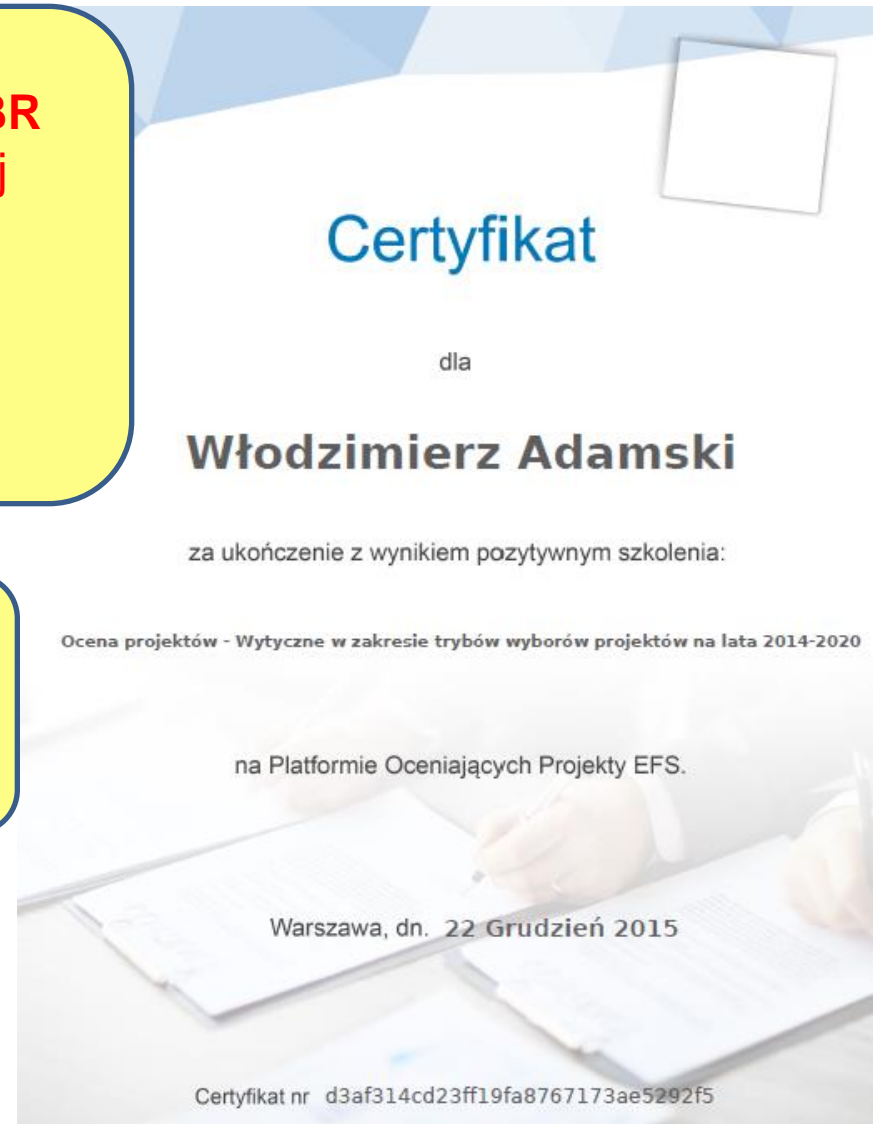 BR
j
Certyfikat
dla
Włodzimierz Adamski
za ukończenie z wynikiem pozytywnym szkolenia:
Ocena projektów - Wytyczne w zakresie trybów wyborów projektów na lata 2014-2020
na Platformie Oceniających Projekty EFS.
Warszawa, dn. 22 Grudzień 2015
Certyfikat nr d3af314cd23ff19fa8767173ae5292f5